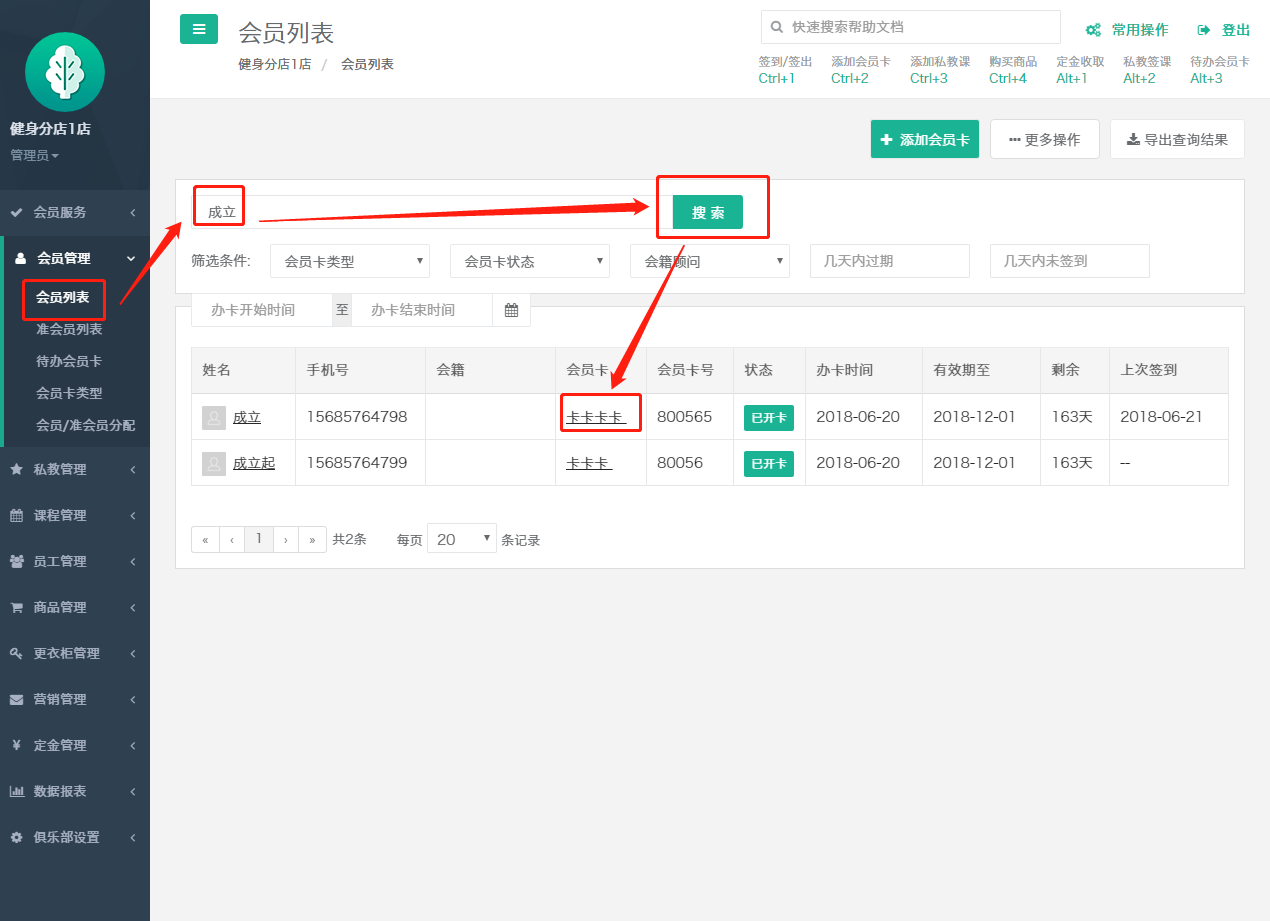 健身分店1店
管理员
会员服务
会员管理
会员列表
准会员列表
待办会员卡
会员卡类型
会员/准会员分配
私教管理
课程管理
员工管理
商品管理
更衣柜管理
营销管理
¥ 定金管理
数据报表
俱乐部设置
会员列表
健身分店1店 / 会员列表
快速搜索帮助文档
常用操作 登出
签到/签出 添加会员卡 添加私教课 购买商品 定金收取 私教签课 待办会员卡
Ctrl+1 Ctrl+2 Ctrl+3 Ctrl+4 Alt+1 Alt+2 Alt+3
添加会员卡 更多操作 导出查询结果
成立 搜 索
筛选条件: 会员卡类型 会员卡状态 会籍顾问 几天内过期 几天内未签到
办卡开始时间 至 办卡结束时间
姓名 手机号 会籍 会员卡 会员卡号 状态 办卡时间 有效期至 剩余 上次签到
成立 15685764798 卡卡卡卡 800565 已开卡 2018-06-20 2018-12-01 163天 2018-06-21
成立起 15685764799 卡卡卡 80056 已开卡 2018-06-20 2018-12-01 163天 --
« ‹ 1 › » 共2条 每页 20 条记录